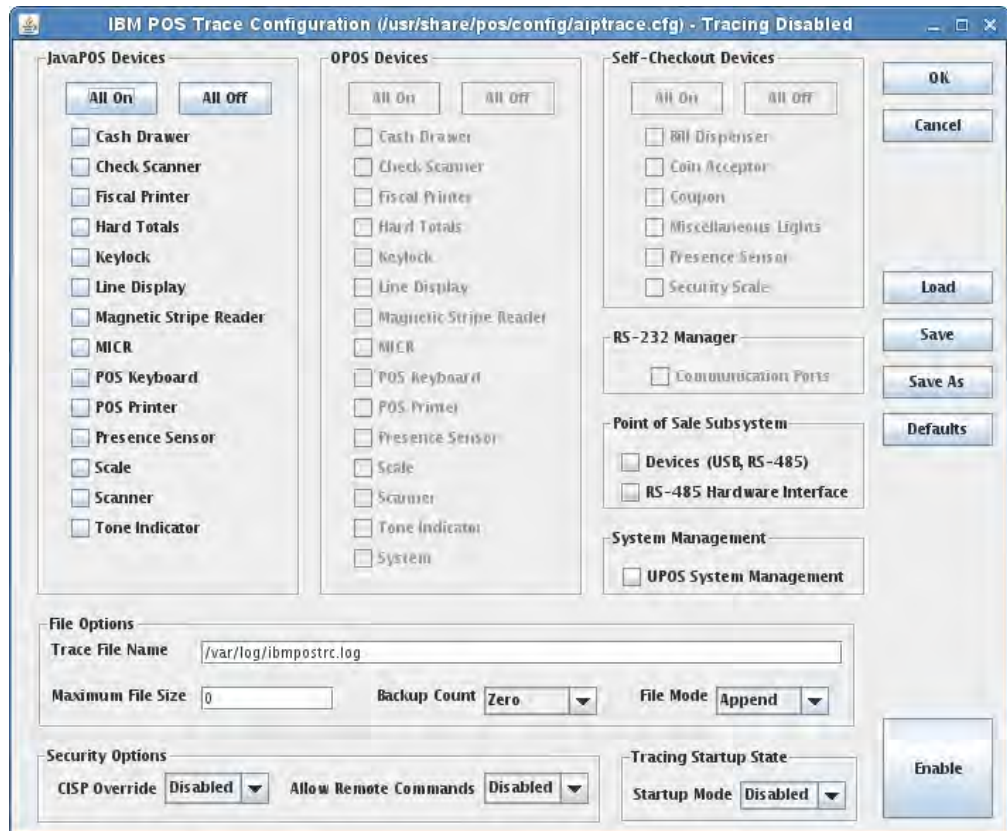 IBM POS Trace Configuration (/usr/share/pos/config/aiptrace.cfg) - Tracing Disabled
JavaPOS Devices
All On All Off
Cash Drawer
Check Scanner
Fiscal Printer
Hard Totals
Keylock
Line Display
Magnetic Stripe Reader
MICR
POS Keyboard
POS Printer
Presence Sensor
Scale
Scanner
Tone Indicator
OPOS Devices
All On All Off
Cash Drawer
Check Scanner
Fiscal Printer
Hard Totals
Keylock
Line Display
Magnetic Stripe Reader
MICR
POS Keyboard
POS Printer
Presence Sensor
Scale
Scanner
Tone Indicator
System
Self-Checkout Devices
All On All Off
Bill Dispenser
Coin Acceptor
Coupon
Miscellaneous Lights
Presence Sensor
Security Scale
RS-232 Manager
Communication Ports
Point of Sale Subsystem
Devices (USB, RS-485)
RS-485 Hardware Interface
System Management
UPOS System Management
OK
Cancel
Load
Save
Save As
Defaults
File Options
Trace File Name /var/log/ibmpostrc.log
Maximum File Size 0 Backup Count Zero File Mode Append
Security Options
CISP Override Disabled Allow Remote Commands Disabled
Tracing Startup State
Startup Mode Disabled
Enable